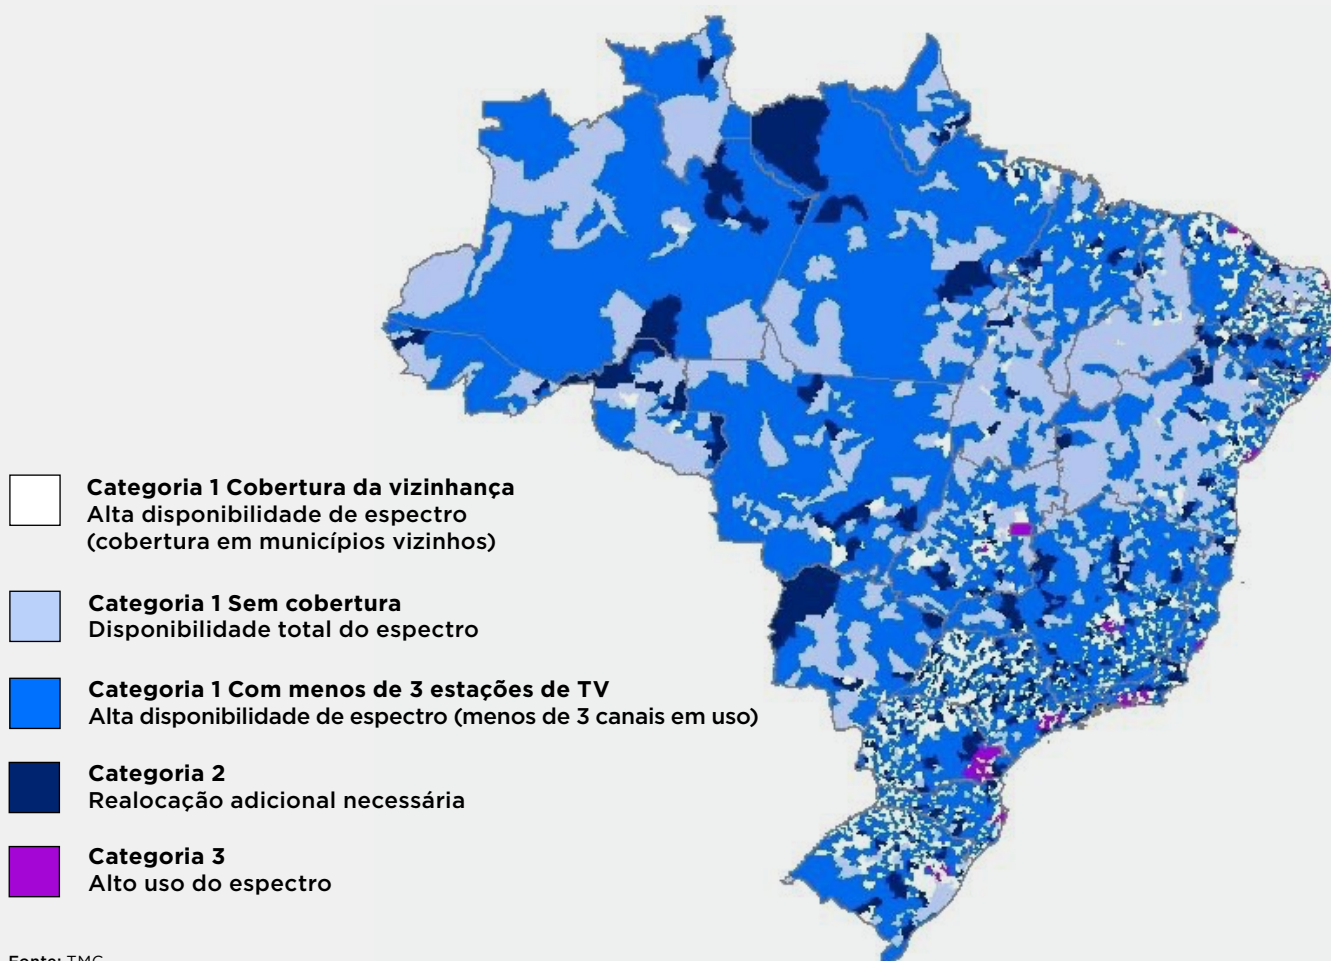 Categoria 1 Cobertura da vizinhança
Alta disponibilidade de espectro
(cobertura em municípios vizinhos)
Categoria 1 Sem cobertura
Disponibilidade total do espectro
Categoria 1 Com menos de 3 estações de TV
Alta disponibilidade de espectro (menos de 3 canais em uso)
Categoria 2
Realocação adicional necessária
Categoria 3
Alto uso do espectro
Fonte: TMG